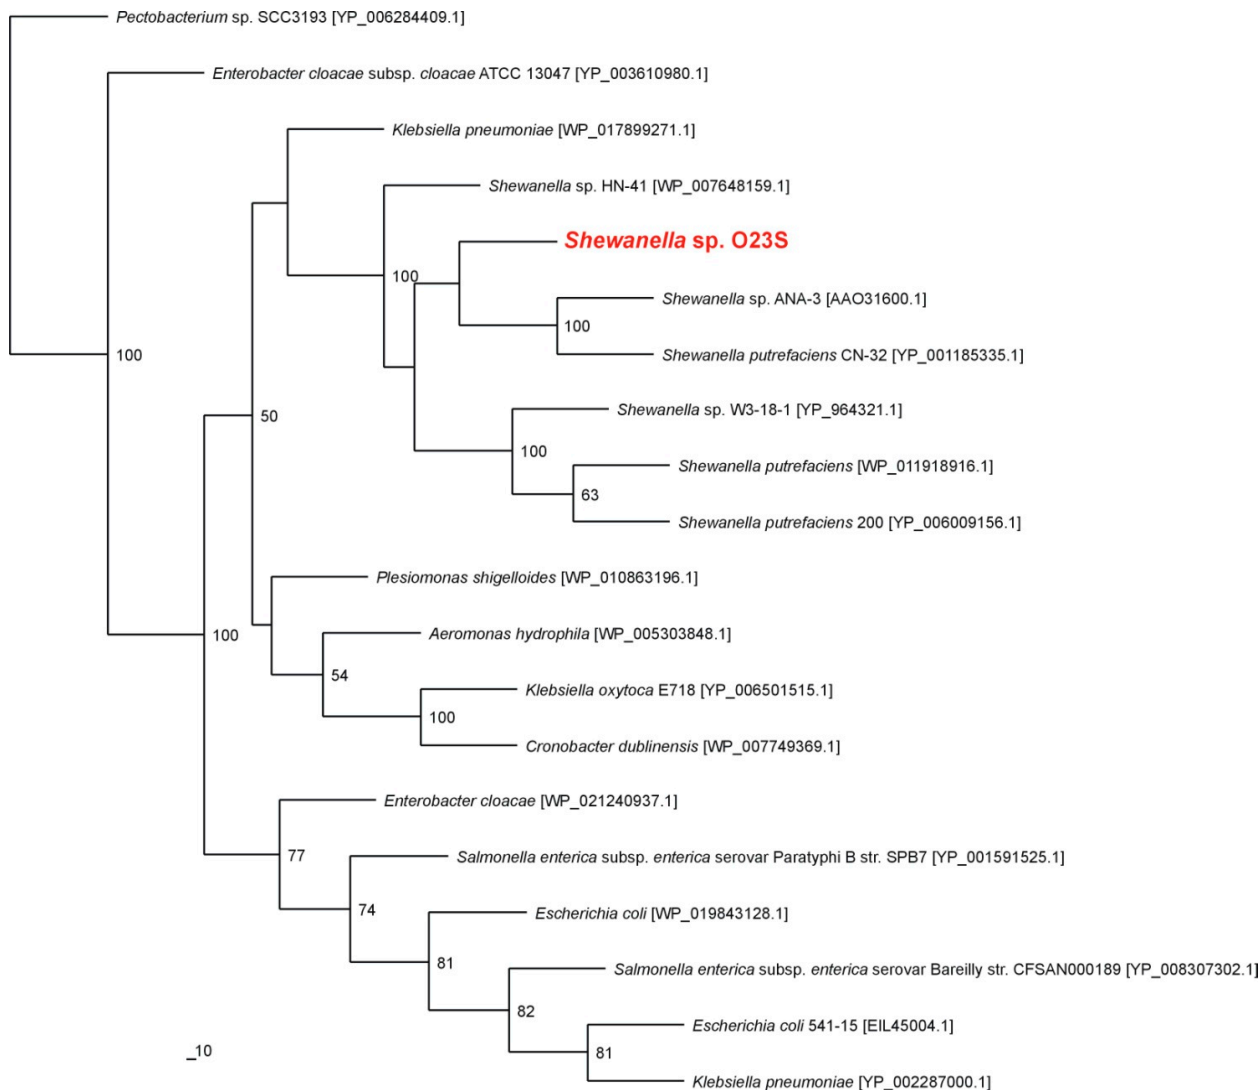 Pectobacterium sp. SCC3193 [YP_006284409.1]
Enterobacter cloacae subsp. cloacae ATCC 13047 [YP_003610980.1]
Klebsiella pneumoniae [WP_017899271.1]
Shewanella sp. HN-41 [WP_007648159.1]
Shewanella sp. O23S
100
Shewanella sp. ANA-3 [AAO31600.1]
100
Shewanella putrefaciens CN-32 [YP_001185335.1]
100
Shewanella sp. W3-18-1 [YP_964321.1]
50
100
Shewanella putrefaciens [WP_011918916.1]
63
Shewanella putrefaciens 200 [YP_006009156.1]
Plesiomonas shigelloides [WP_010863196.1]
Aeromonas hydrophila [WP_005303848.1]
100
54
Klebsiella oxytoca E718 [YP_006501515.1]
100
Cronobacter dublinensis [WP_007749369.1]
Enterobacter cloacae [WP_021240937.1]
77
Salmonella enterica subsp. enterica serovar Paratyphi B str. SPB7 [YP_001591525.1]
74
Escherichia coli [WP_019843128.1]
81
Salmonella enterica subsp. enterica serovar Bareilly str. CFSAN000189 [YP_008307302.1]
82
Escherichia coli 541-15 [EIL45004.1]
_10
81
Klebsiella pneumoniae [YP_002287000.1]